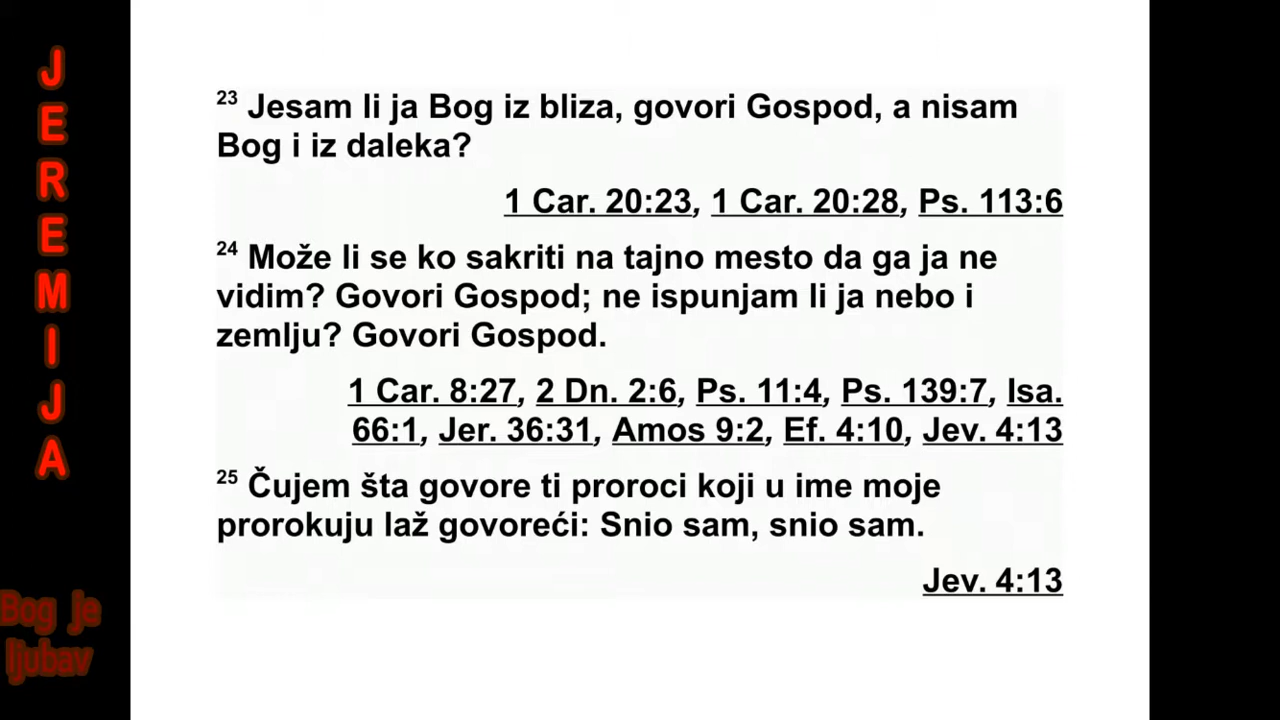 JEREMIJA
Bog je
ljubav
23 Jesam li ja Bog iz bliza, govori Gospod, a nisam
Bog i iz daleka?
1 Car. 20:23, 1 Car. 20:28, Ps. 113:6
24 Može li se ko sakriti na tajno mesto da ga ja ne
vidim? Govori Gospod; ne ispunjam li ja nebo i
zemlju? Govori Gospod.
1 Car. 8:27, 2 Dn. 2:6, Ps. 11:4, Ps. 139:7, Isa.
66:1, Jer. 36:31, Amos 9:2, Ef. 4:10, Jev. 4:13
25 Čujem šta govore ti proroci koji u ime moje
prorokuju laž govoreći: Snio sam, snio sam.
Jev. 4:13